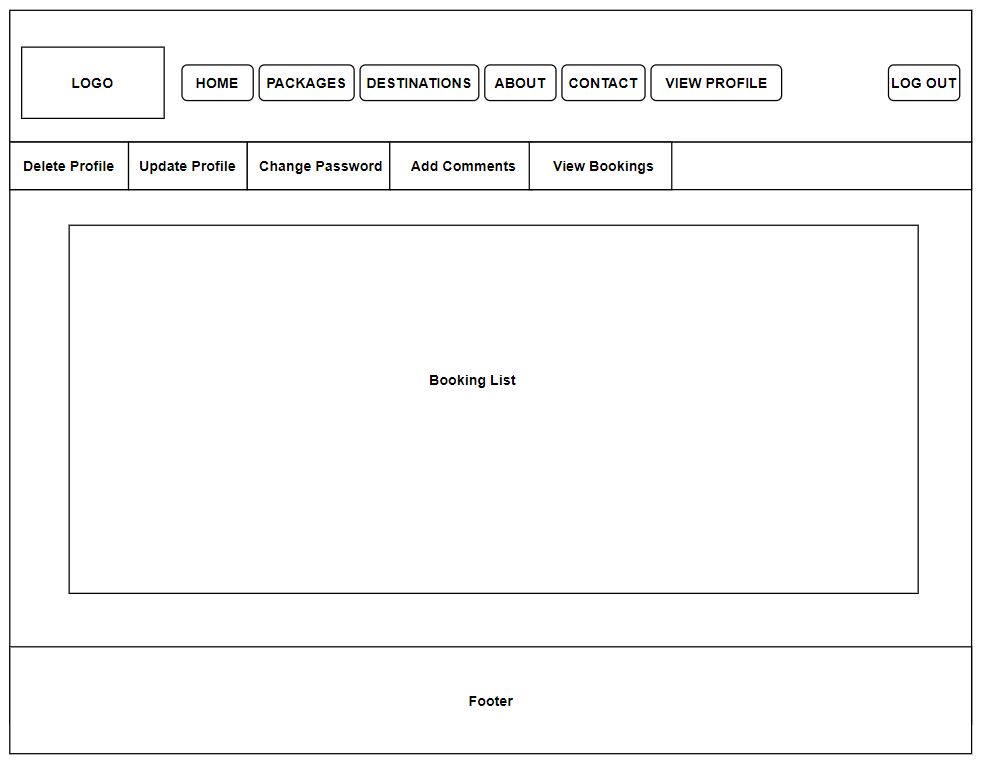 LOGO
HOME
PACKAGES
DESTINATIONS
ABOUT
CONTACT
VIEW PROFILE
LOG OUT
Delete Profile
Update Profile
Change Password
Add Comments
View Bookings
Booking List
Footer